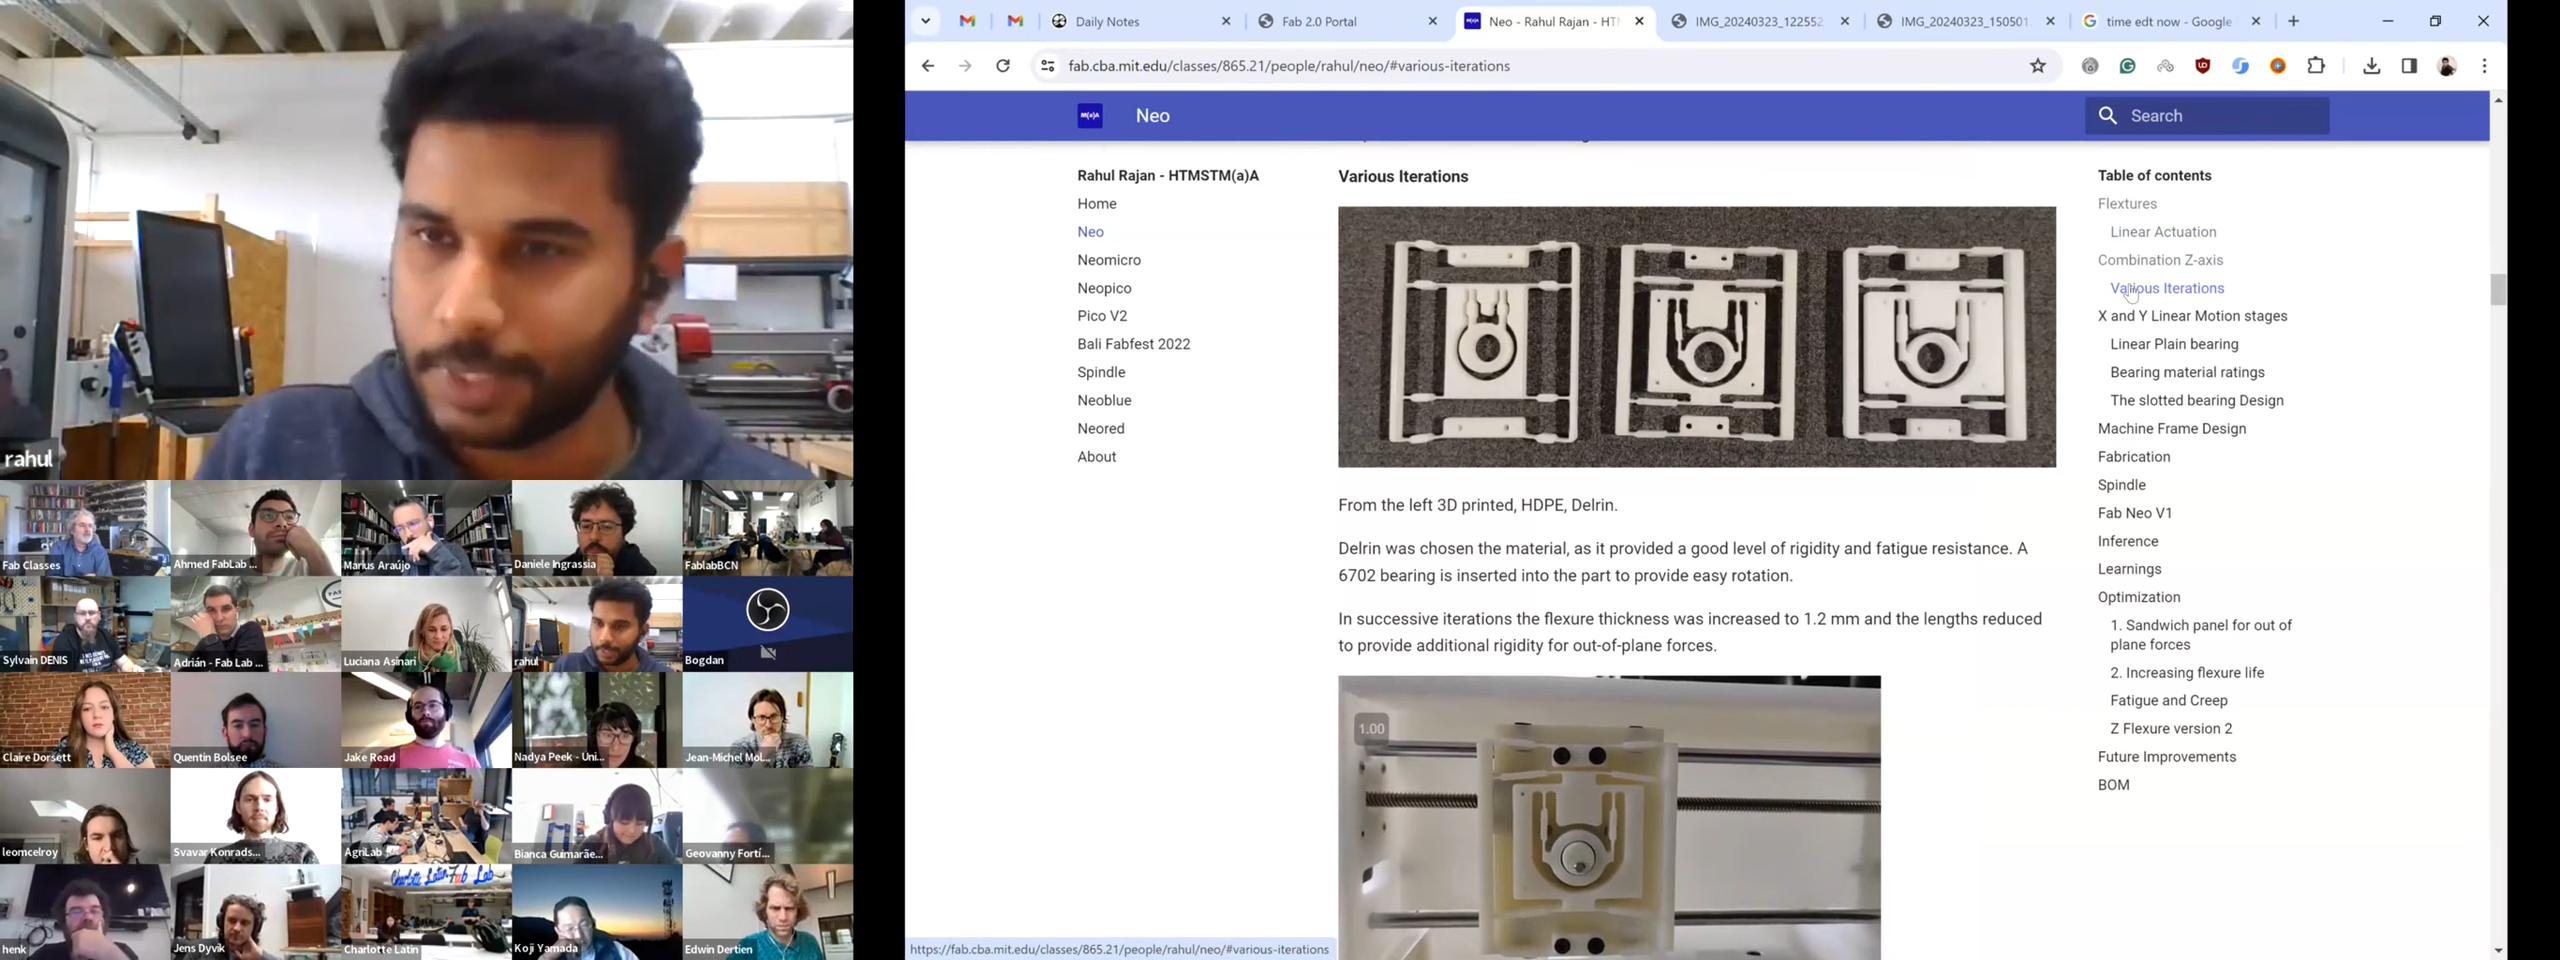 rahul
Fab Classes
Ahmed FabLab ...
Marius Araújo
Daniele Ingrassia
FablabBCN
Sylvain DENIS
Adrián - Fab Lab ...
Luciana Asinari
rahul
Bogdan
Claire Dorsett
Quentin Bolsee
Jake Read
Nadya Peek - Uni...
Jean-Michel Mol...
leomcelroy
Svavar Konrads...
AgriLab
Bianca Guimarãe...
Geovanny Fortí...
henk
Jens Dyvik
Charlotte Latin Fab Lab
Charlotte Latin
Koji Yamada
Edwin Dertien
Daily Notes
Fab 2.0 Portal
Neo - Rahul Rajan - HT
IMG_20240323_122552
IMG_20240323_150501
time edt now - Google
fab.cba.mit.edu/classes/865.21/people/rahul/neo/#various-iterations
Neo
Search
Rahul Rajan - HTMSTM(a)A
Home
Neo
Neomicro
Neopico
Pico V2
Bali Fabfest 2022
Spindle
Neoblue
Neored
About
Various Iterations
From the left 3D printed, HDPE, Delrin.
Delrin was chosen the material, as it provided a good level of rigidity and fatigue resistance. A
6702 bearing is inserted into the part to provide easy rotation.
In successive iterations the flexure thickness was increased to 1.2 mm and the lengths reduced
to provide additional rigidity for out-of-plane forces.
1.00
Table of contents
Flextures
Linear Actuation
Combination Z-axis
Various Iterations
X and Y Linear Motion stages
Linear Plain bearing
Bearing material ratings
The slotted bearing Design
Machine Frame Design
Fabrication
Spindle
Fab Neo V1
Inference
Learnings
Optimization
1. Sandwich panel for out of
plane forces
2. Increasing flexure life
Fatigue and Creep
Z Flexure version 2
Future Improvements
BOM
https://fab.cba.mit.edu/classes/865.21/people/rahul/neo/#various-iterations